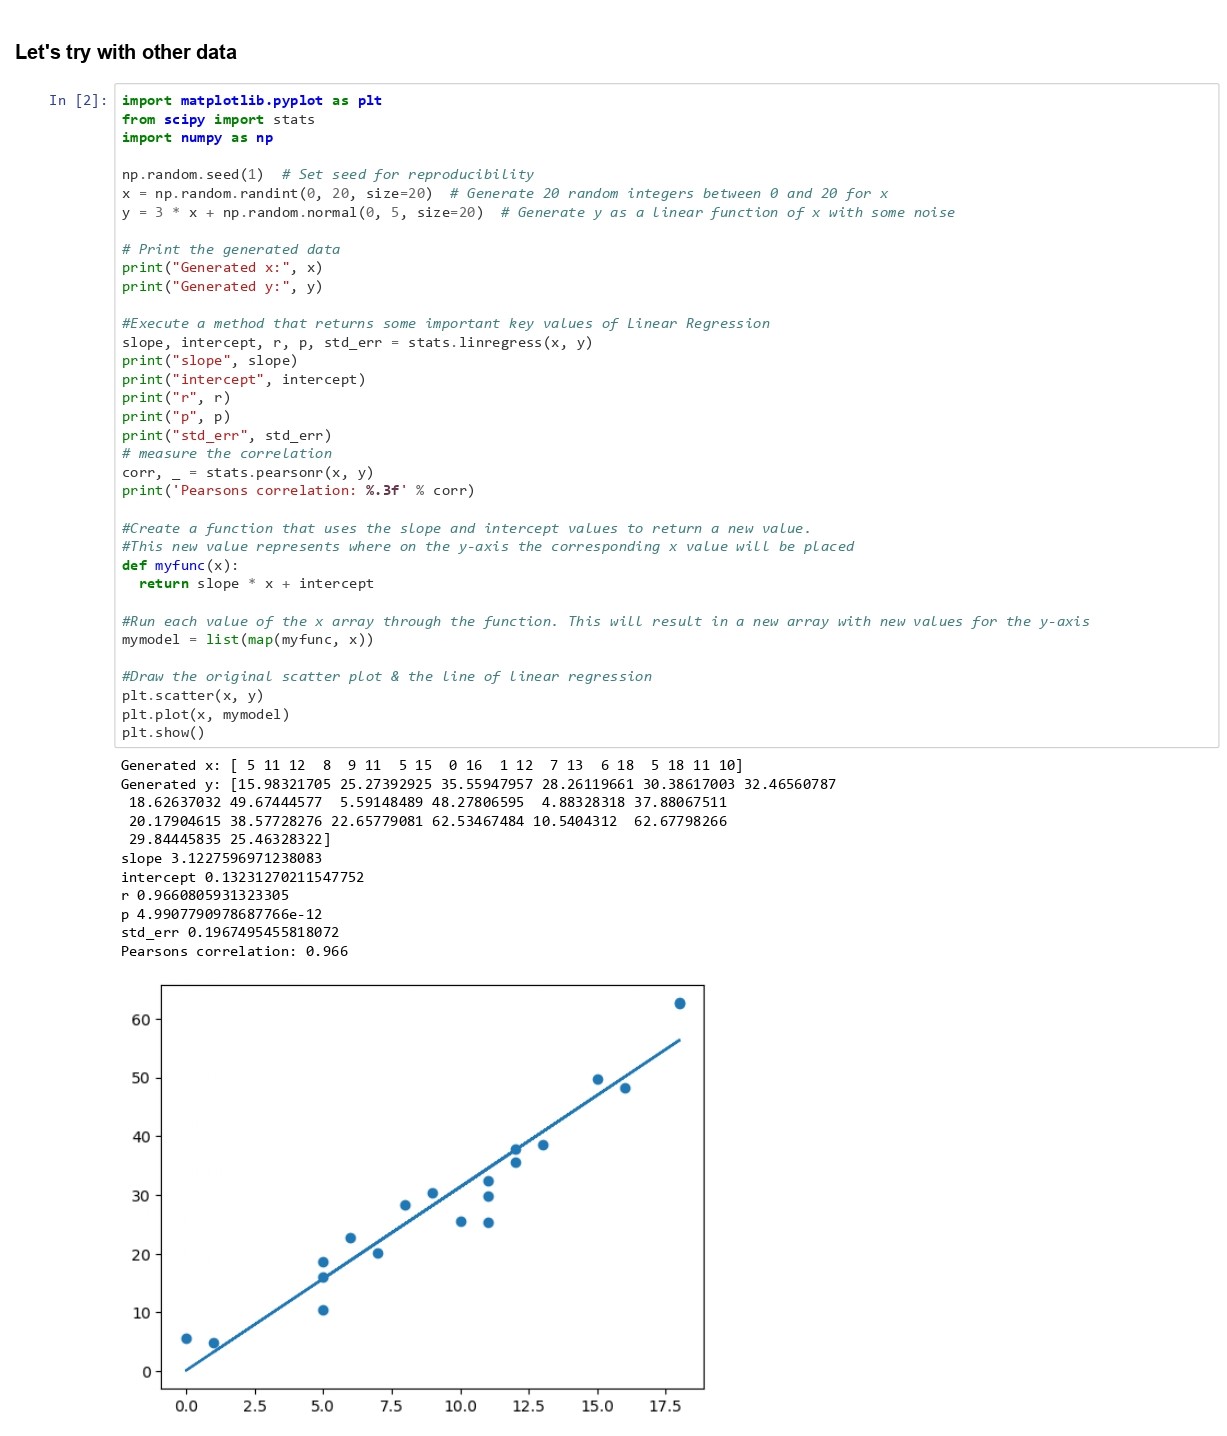 Let's try with other data
In [2]:
import matplotlib.pyplot as plt
from scipy import stats
import numpy as np
np.random.seed(1)  # Set seed for reproducibility
x = np.random.randint(0, 20, size=20)  # Generate 20 random integers between 0 and 20 for x
y = 3 * x + np.random.normal(0, 5, size=20)  # Generate y as a linear function of x with some noise
# Print the generated data
print("Generated x:", x)
print("Generated y:", y)
#Execute a method that returns some important key values of Linear Regression
slope, intercept, r, p, std_err = stats.linregress(x, y)
print("slope", slope)
print("intercept", intercept)
print("r", r)
print("p", p)
print("std_err", std_err)
# measure the correlation
corr, _ = stats.pearsonr(x, y)
print('Pearsons correlation: %.3f' % corr)
#Create a function that uses the slope and intercept values to return a new value.
#This new value represents where on the y-axis the corresponding x value will be placed
def myfunc(x):
  return slope * x + intercept
#Run each value of the x array through the function. This will result in a new array with new values for the y-axis
mymodel = list(map(myfunc, x))
#Draw the original scatter plot & the line of linear regression
plt.scatter(x, y)
plt.plot(x, mymodel)
plt.show()
Generated x: [ 5 11 12  8  9 11  5 15  0 16  1 12  7 13  6 18  5 18 11 10]
Generated y: [15.98321705 25.27392925 35.55947957 28.26119661 30.38617003 32.46560787
 18.62637032 49.67444577  5.59148489 48.27806595  4.88328318 37.88067511
 20.17904615 38.57728276 22.65779081 62.53467484 10.5404312  62.67798266
 29.84445835 25.46328322]
slope 3.1227596971238083
intercept 0.13231270211547752
r 0.9660805931323305
p 4.9907790978687766e-12
std_err 0.1967495455818072
Pearsons correlation: 0.966
60
50
40
30
20
10
0
0.0 2.5 5.0 7.5 10.0 12.5 15.0 17.5